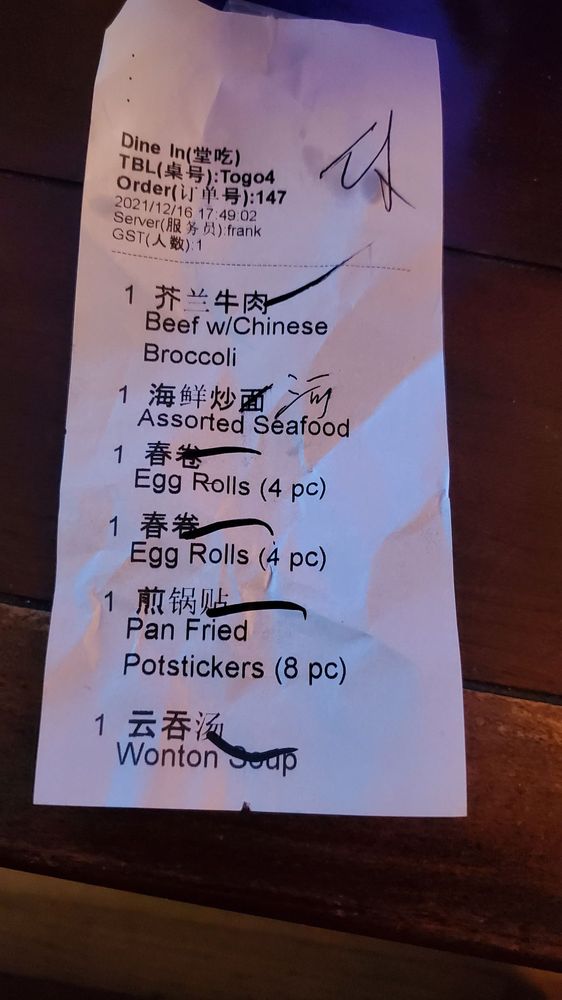 Dine In(堂吃)
TBL(桌号):Togo4
Order(订单号):147
2021/12/16 17:49:02
Server(服务员):frank
GST(人数):1
1 芥兰牛肉
Beef w/Chinese
Broccoli
1 海鲜炒面 河
Assorted Seafood
1 春卷
Egg Rolls (4 pc)
1 春卷
Egg Rolls (4 pc)
1 煎锅贴
Pan Fried
Potstickers (8 pc)
1 云吞汤
Wonton Soup